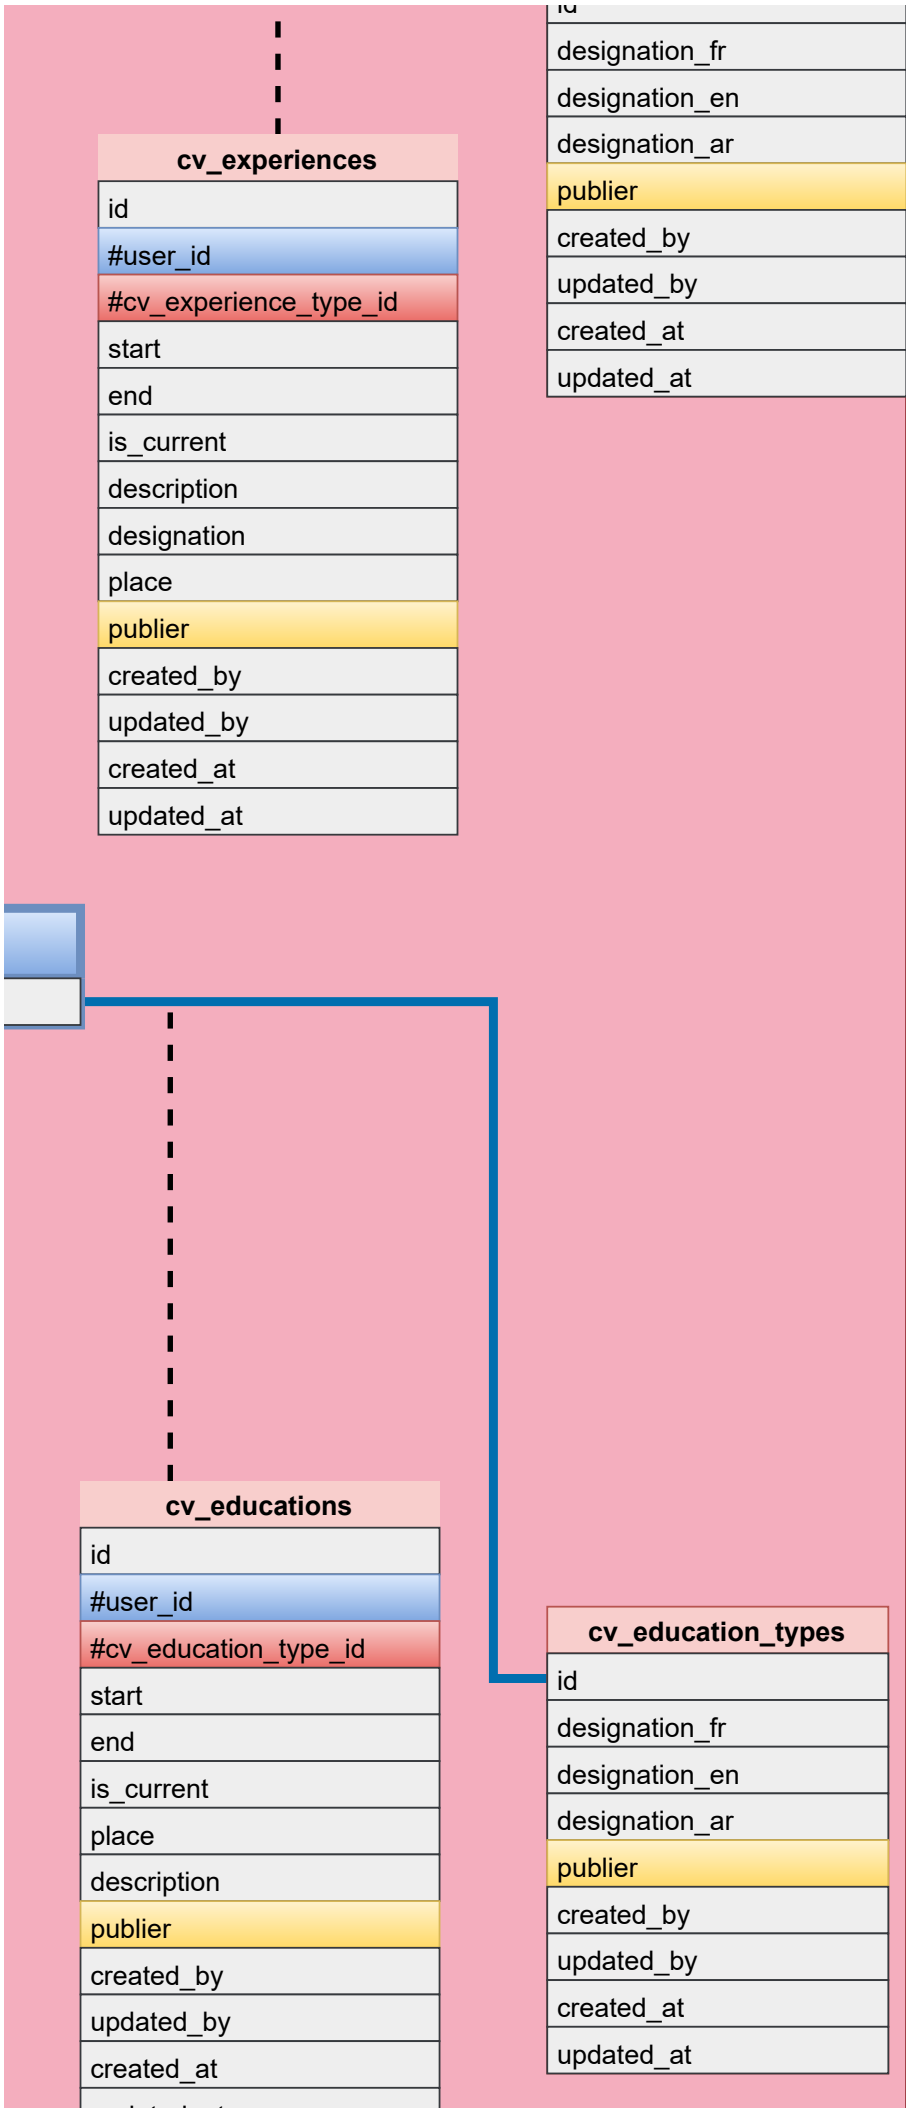 id
designation_fr
designation_en
designation_ar
publier
created_by
updated_by
created_at
updated_at
cv_experiences
id
#user_id
#cv_experience_type_id
start
end
is_current
description
designation
place
publier
created_by
updated_by
created_at
updated_at
cv_educations
id
#user_id
#cv_education_type_id
start
end
is_current
place
description
publier
created_by
updated_by
created_at
cv_education_types
id
designation_fr
designation_en
designation_ar
publier
created_by
updated_by
created_at
updated_at